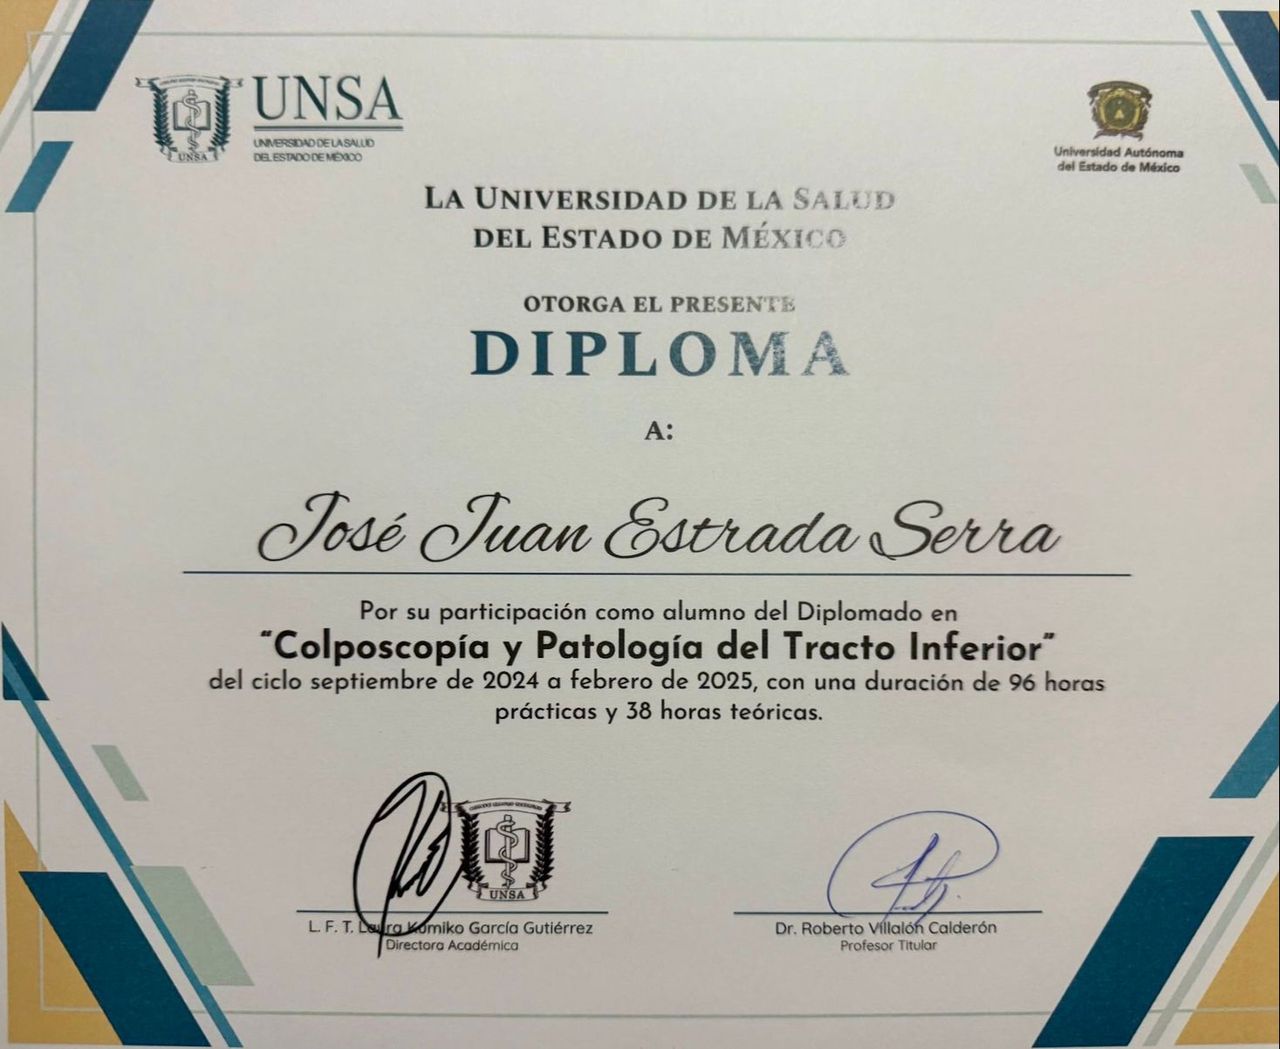 UNSA
UNIVERSIDAD DE LA SALUD
DEL ESTADO DE MÉXICO
UNSA
Universidad Autónoma
del Estado de México
LA UNIVERSIDAD DE LA SALUD
DEL ESTADO DE MÉXICO
OTORGA EL PRESENTE
DIPLOMA
A:
José Juan Estrada Serra
Por su participación como alumno del Diplomado en
“Colposcopía y Patología del Tracto Inferior”
del ciclo septiembre de 2024 a febrero de 2025, con una duración de 96 horas
prácticas y 38 horas teóricas.
UNSA
L. F. T. Laura Kumiko García Gutiérrez
Directora Académica
Dr. Roberto Villalón Calderón
Profesor Titular